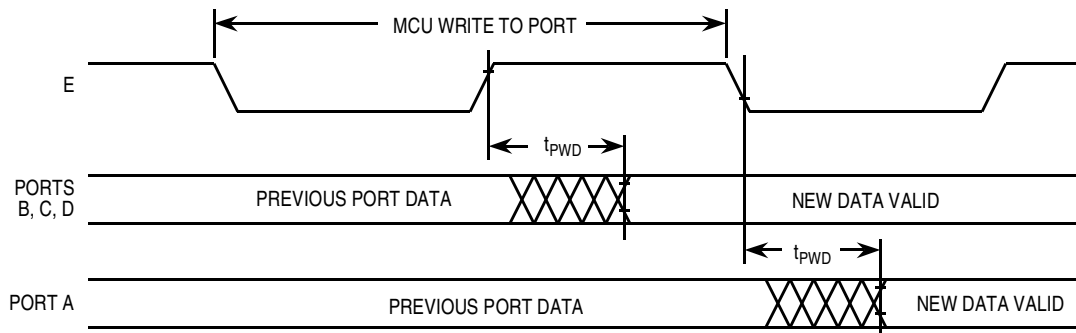 MCU WRITE TO PORT
E
tPWD
PORTS
B, C, D
PREVIOUS PORT DATA
NEW DATA VALID
tPWD
PORT A
PREVIOUS PORT DATA
NEW DATA VALID